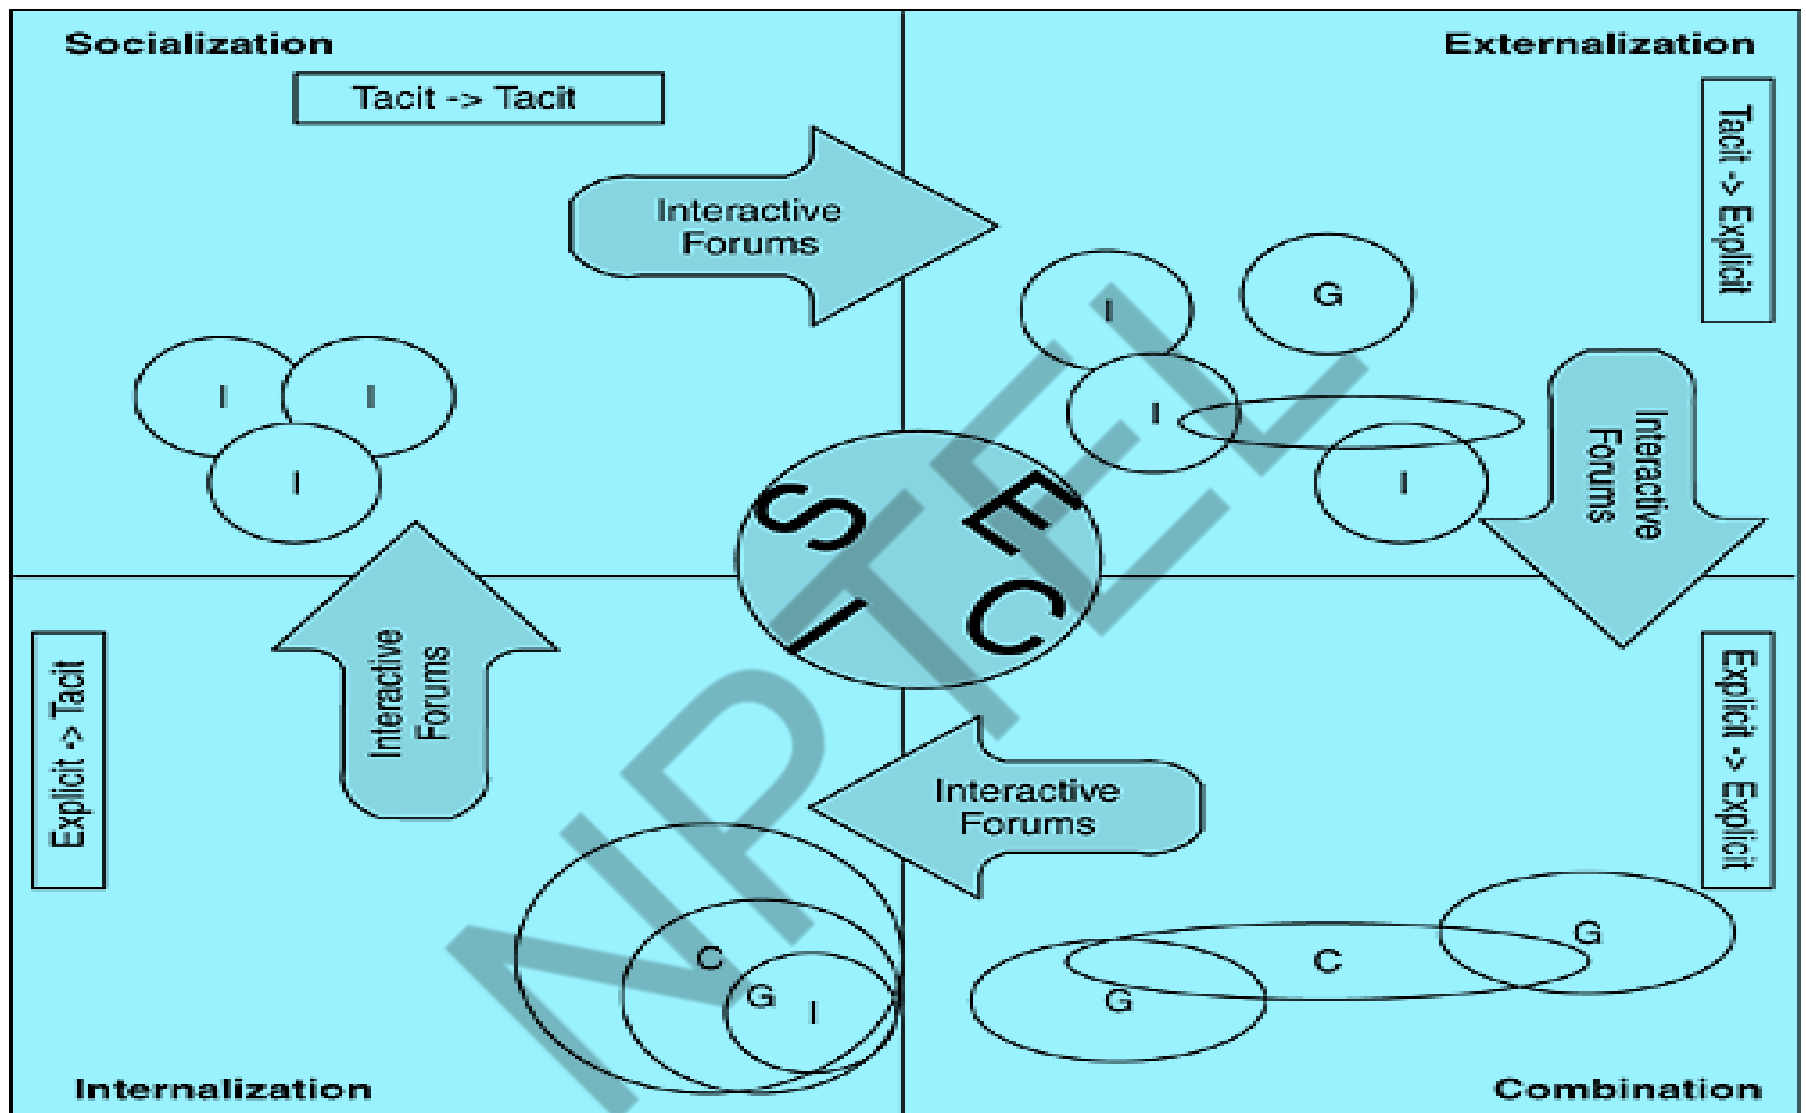 Socialization
Tacit -> Tacit
Interactive
Forums
I
I
I
Externalization
Tacit -> Explicit
I
G
I
I
Interactive
Forums
S
E
I
C
Explicit -> Tacit
Interactive
Forums
C
G
I
Internalization
Interactive
Forums
Explicit -> Explicit
G
C
G
Combination
NPTEL